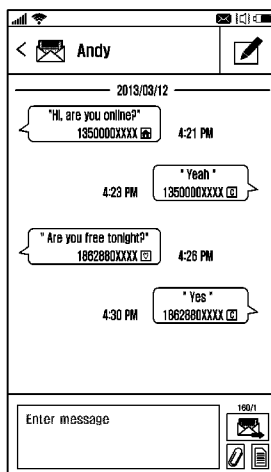 Andy
2013/03/12
"Hi, are you online?"
1350000XXXX
4:21 PM
" Yeah "
4:23 PM
1350000XXXX C
" Are you free tonight?"
1862880XXXX
4:26 PM
" Yes "
4:30 PM
1862880XXXX C
160/1
Enter message